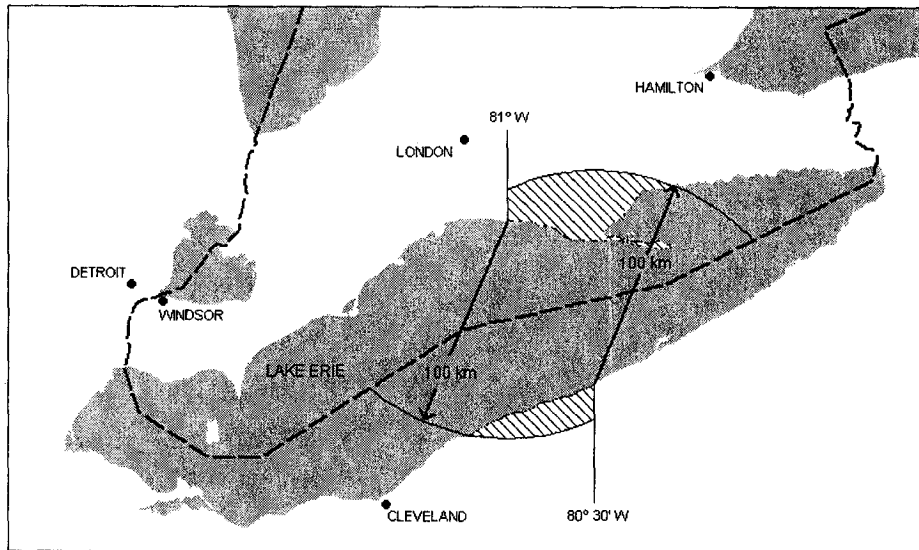 HAMILTON
81° W
LONDON
100 km
DETROIT
WINDSOR
LAKE ERIE
100 km
CLEVELAND
80° 30' W